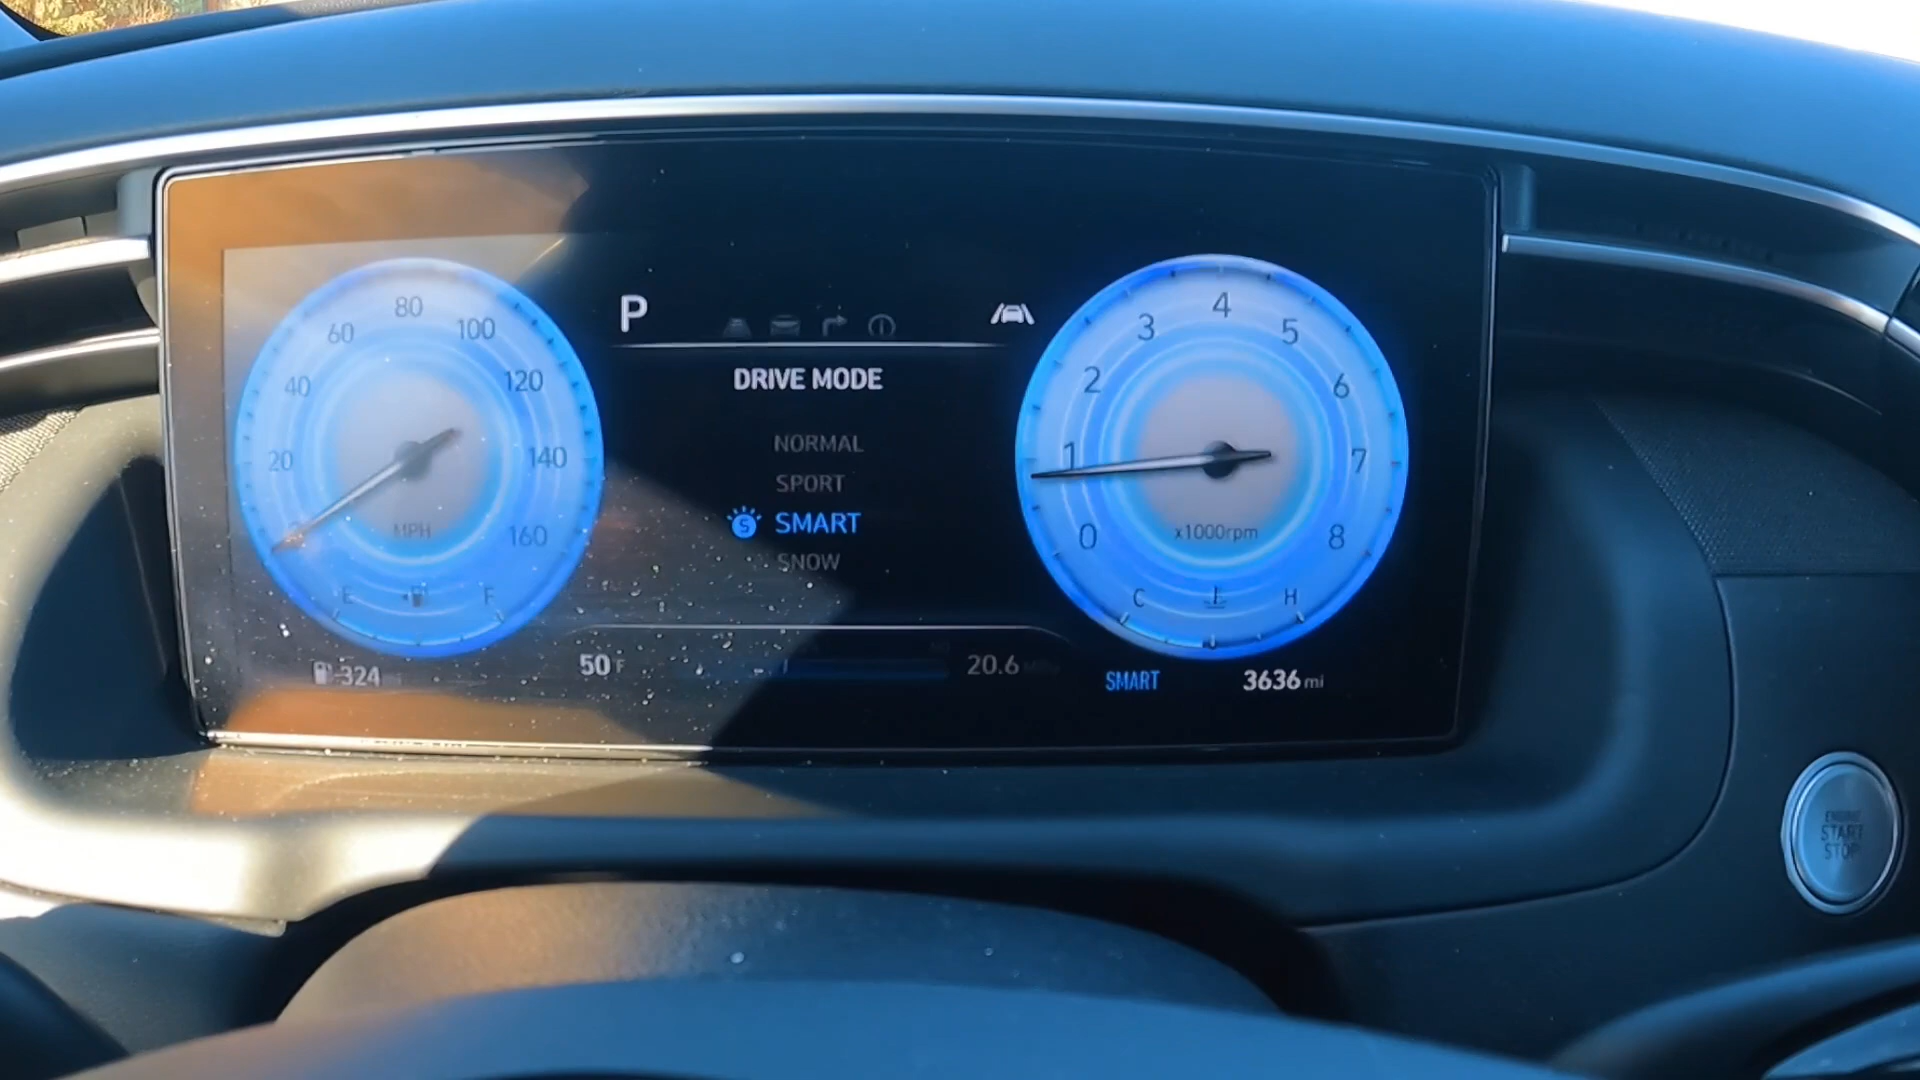 P
DRIVE MODE
NORMAL
SPORT
S SMART
SNOW
20
40
60
80
100
120
140
160
MPH
E
F
0
1
2
3
4
5
6
7
8
x1000rpm
C
H
324
50 F
20.6
SMART
3636 mi
ENGINE
START
STOP